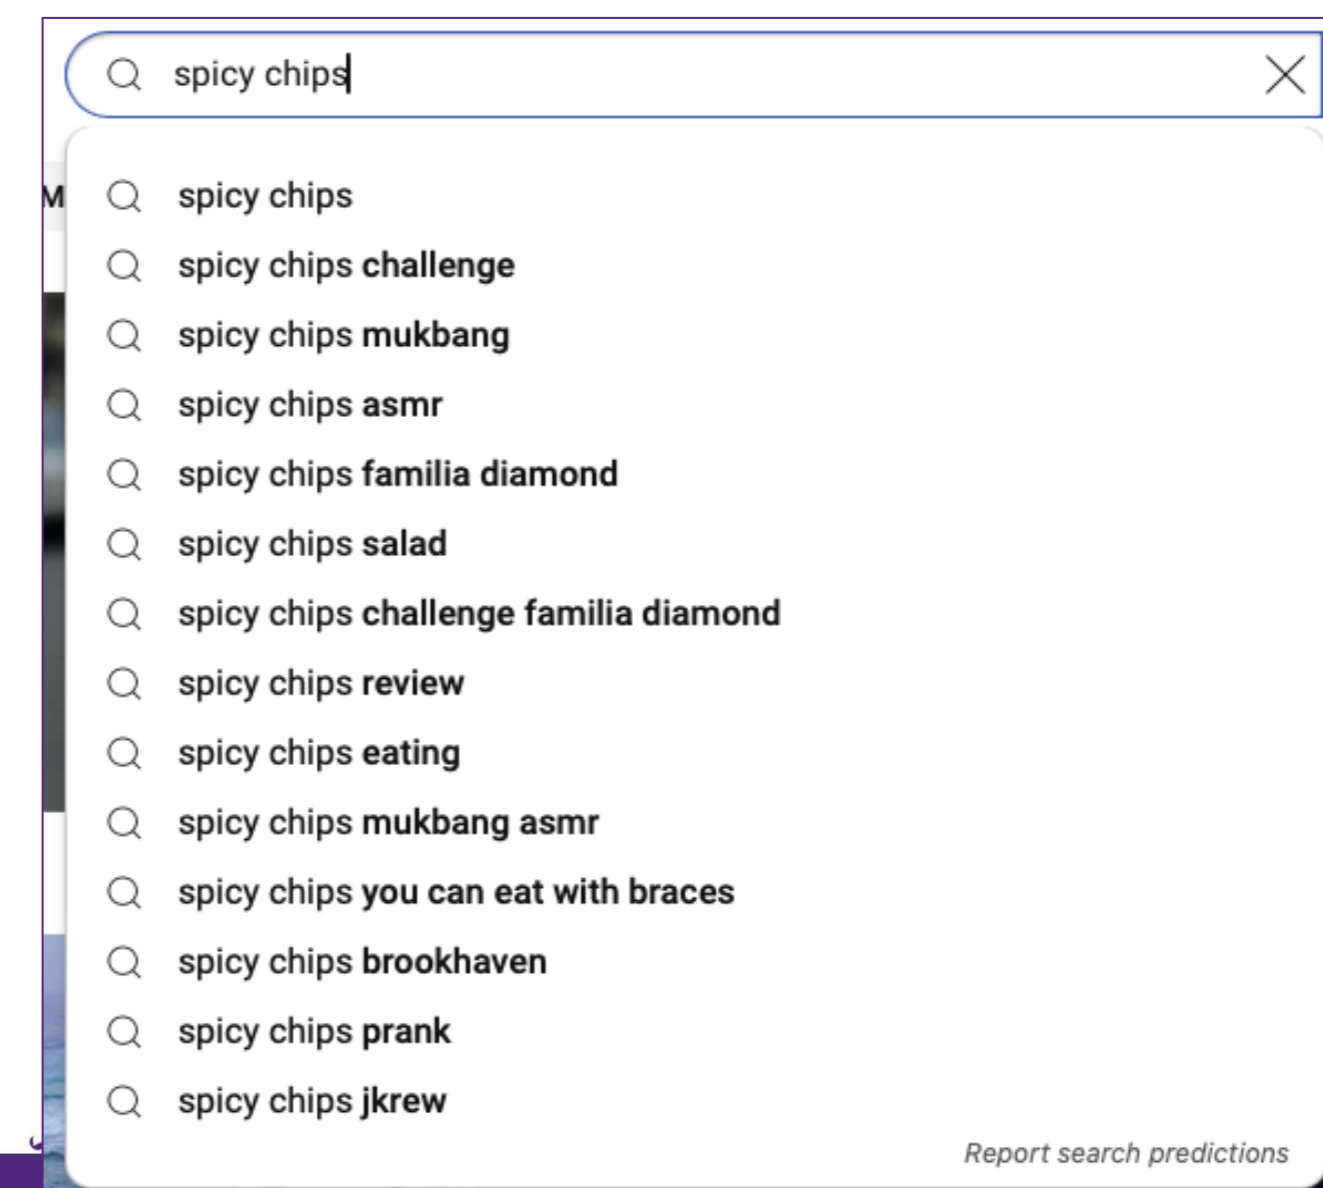 spicy chips
spicy chips
M
spicy chips challenge
spicy chips mukbang
spicy chips asmr
spicy chips familia diamond
spicy chips salad
spicy chips challenge familia diamond
spicy chips review
spicy chips eating
spicy chips mukbang asmr
spicy chips you can eat with braces
spicy chips brookhaven
spicy chips prank
spicy chips jkrew
Report search predictions